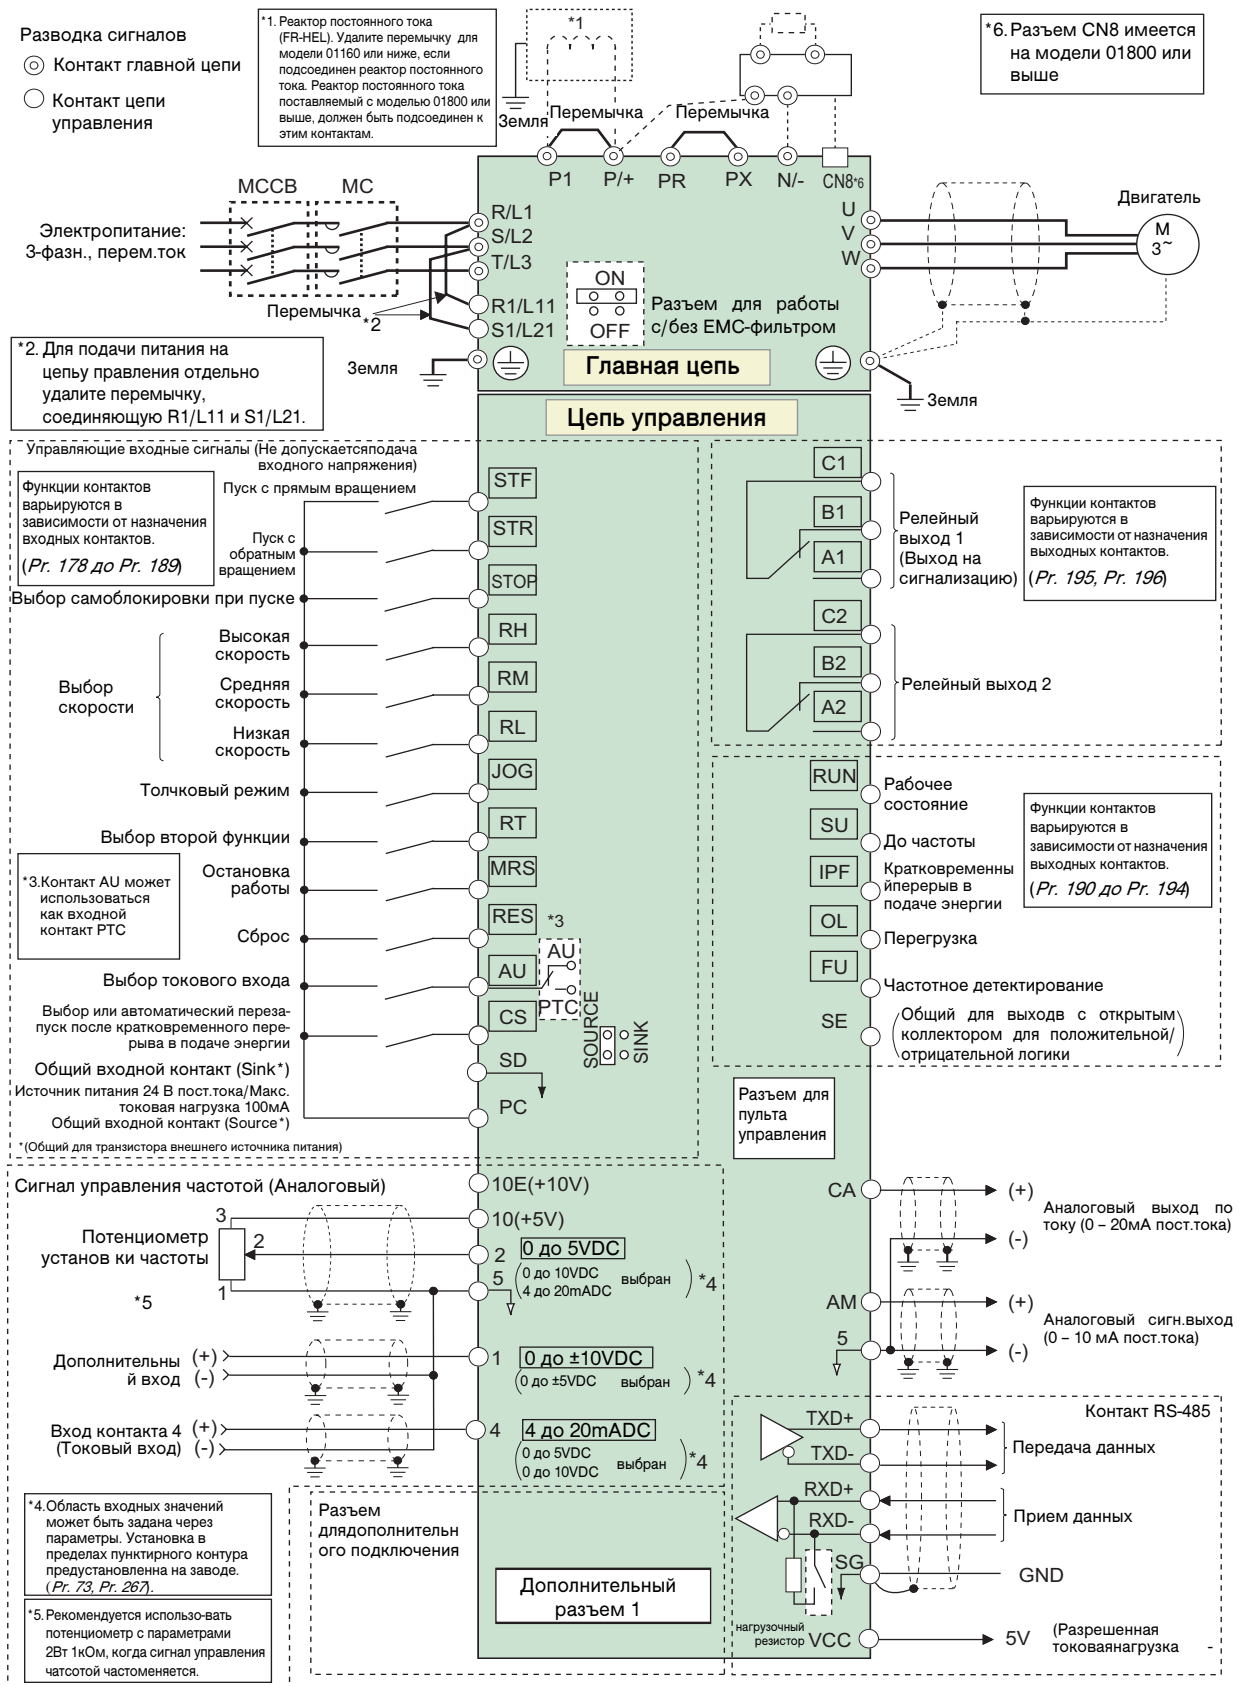 Разводка сигналов
Контакт главной цепи
Контакт цепи
управления
*1. Реактор постоянного тока
(FR-HEL). Удалите перемычку для
модели 01160 или ниже, если
подсоединен реактор постоянного
тока. Реактор постоянного тока
поставляемый с моделью 01800 или
выше, должен быть подсоединен к
этим контактам.
*1
Земля
Перемычка
Перемычка
*6. Разъем CN8 имеется
на модели 01800 или
выше
P1 P/+ PR PX N/- CN8*6
MCCB MC
Электропитание:
3-фазн., перем.ток
R/L1
S/L2
T/L3
R1/L11
S1/L21
Перемычка
*2
ON
OFF
Разъем для работы
с/без EMC-фильтром
U
V
W
Двигатель
M
3~
*2. Для подачи питания на
цепьу правления отдельно
удалите перемычку,
соединяющую R1/L11 и S1/L21.
Земля
Главная цепь
Земля
Цепь управления
Управляющие входные сигналы (Не допускаетсяподача
входного напряжения)
Функции контактов
варьируются в
зависимости от назначения
входных контактов.
(Pr. 178 до Pr. 189)
Пуск с прямым вращением
STF
Пуск с
обратным
вращением
STR
Выбор самоблокировки при пуске
STOP
Выбор
скорости
Высокая
скорость
RH
Средняя
скорость
RM
Низкая
скорость
RL
Толчковый режим
JOG
Выбор второй функции
RT
*3.Контакт AU может
использоваться
как входной
контакт PTC
Остановка
работы
MRS
Сброс
RES
*3
Выбор токового входа
AU
AU
PTC
Выбор или автоматический переза-
пуск после кратковременного пере-
рыва в подаче энергии
CS
SOURCE
SINK
Общий входной контакт (Sink*)
SD
Источник питания 24 В пост.тока/Макс.
токовая нагрузка 100мА
Общий входной контакт (Source*)
PC
*(Общий для транзистора внешнего источника питания)
C1
B1
A1
Релейный
выход 1
(Выход на
сигнализацию)
Функции контактов
варьируются в
зависимости от назначения
выходных контактов.
(Pr. 195, Pr. 196)
C2
B2
A2
Релейный выход 2
RUN
Рабочее
состояние
SU
До частоты
IPF
Кратковременны
йперерыв в
подаче энергии
OL
Перегрузка
FU
Частотное детектирование
SE
(Общий для выходв с открытым
коллектором для положительной/
отрицательной логики)
Функции контактов
варьируются в
зависимости от назначения
выходных контактов.
(Pr. 190 до Pr. 194)
Разъем для
пульта
управления
Сигнал управления частотой (Аналоговый)
Потенциометр
установ ки частоты
*5
3
2
1
10E(+10V)
10(+5V)
2
0 до 5VDC
5
(0 до 10VDC
4 до 20mADC выбран) *4
Дополнительны
й вход
(+)
(-)
1
0 до ±10VDC
(0 до ±5VDC выбран) *4
Вход контакта 4
(Токовый вход)
(+)
(-)
4
4 до 20mADC
(0 до 5VDC
0 до 10VDC выбран) *4
CA
(+)
(-)
Аналоговый выход по
току (0 – 20мА пост.тока)
AM
5
(+)
(-)
Аналоговый сигн.выход
(0 – 10 мА пост.тока)
Контакт RS-485
TXD+
TXD-
Передача данных
RXD+
RXD-
Прием данных
SG
GND
нагрузочный
резистор
VCC
5V
(Разрешенная
токоваянагрузка -
*4.Область входных значений
может быть задана через
параметры. Установка в
пределах пунктирного контура
предустановленна на заводе.
(Pr. 73, Pr. 267).
*5. Рекомендуется использо-вать
потенциометр с параметрами
2Вт 1кОм, когда сигнал управления
чатсотой частоменяется.
Разъем
длядополнительн
ого подключения
Дополнительный
разъем 1